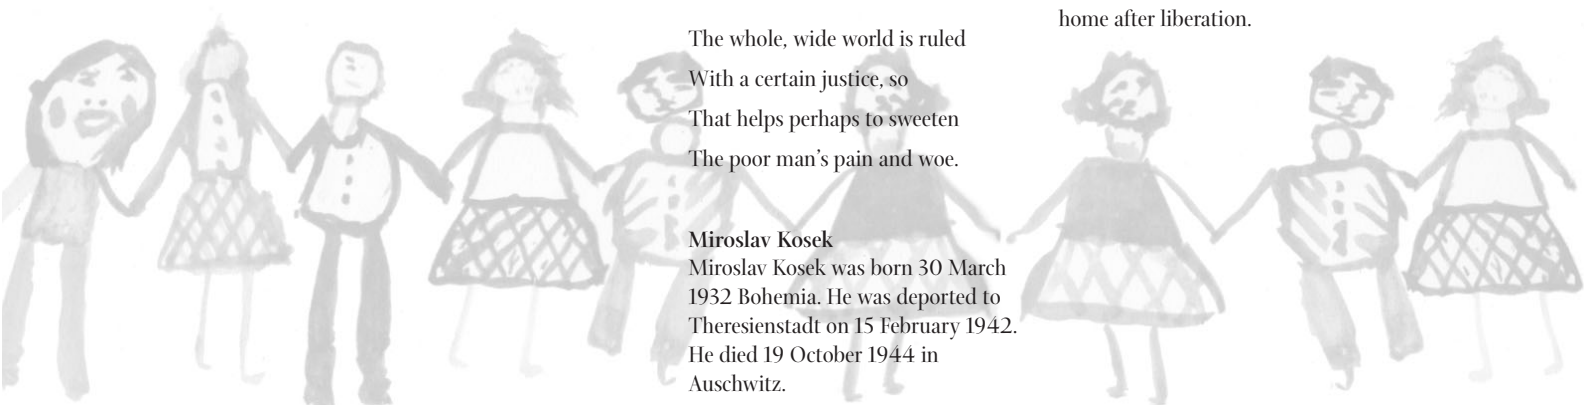 The whole, wide world is ruled
With a certain justice, so
That helps perhaps to sweeten
The poor man’s pain and woe.
Miroslav Kosek
Miroslav Kosek was born 30 March
1932 Bohemia. He was deported to
Theresienstadt on 15 February 1942.
He died 19 October 1944 in
Auschwitz.
home after liberation.